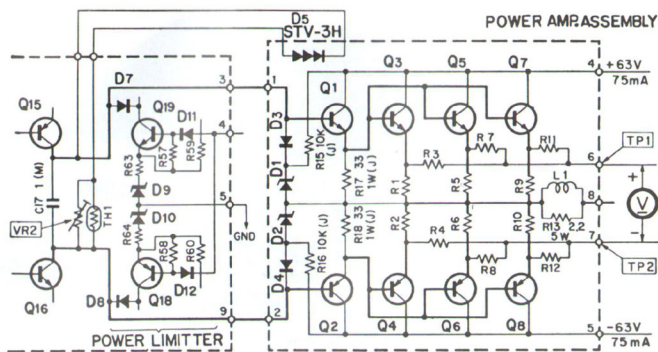 D5
STV-3H
POWER AMP. ASSEMBLY
D7
3
1
Q1
Q3
Q5
Q7
4
+63V
75mA
Q15
Q19
D11
4
D3
R15 10K
(J)
R7
R11
6
TP1
R63
R57
R59
D1
R17 33
1W(J)
R3
R1
R5
R9
L1
8
+
V
C17 1 (M)
D9
D10
5
GND
VR2
TH1
R64
R58
R60
D2
R16 10K (J)
R18 33
1W(J)
R2
R4
R6
R10
R13 2,2
5W
7
-
TP2
R8
R12
D8
Q18
D12
D4
Q16
9
2
Q2
Q4
Q6
Q8
5
-63V
75mA
POWER LIMITTER